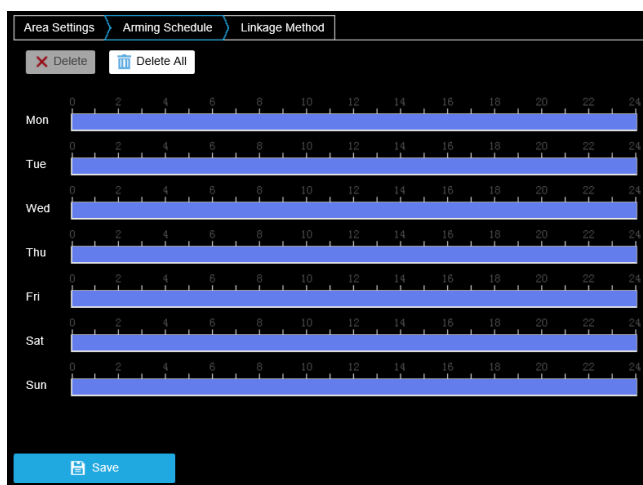 Area Settings Arming Schedule Linkage Method
Delete Delete All
0 2 4 6 8 10 12 14 16 18 20 22 24
Mon
0 2 4 6 8 10 12 14 16 18 20 22 24
Tue
0 2 4 6 8 10 12 14 16 18 20 22 24
Wed
0 2 4 6 8 10 12 14 16 18 20 22 24
Thu
0 2 4 6 8 10 12 14 16 18 20 22 24
Fri
0 2 4 6 8 10 12 14 16 18 20 22 24
Sat
0 2 4 6 8 10 12 14 16 18 20 22 24
Sun
Save